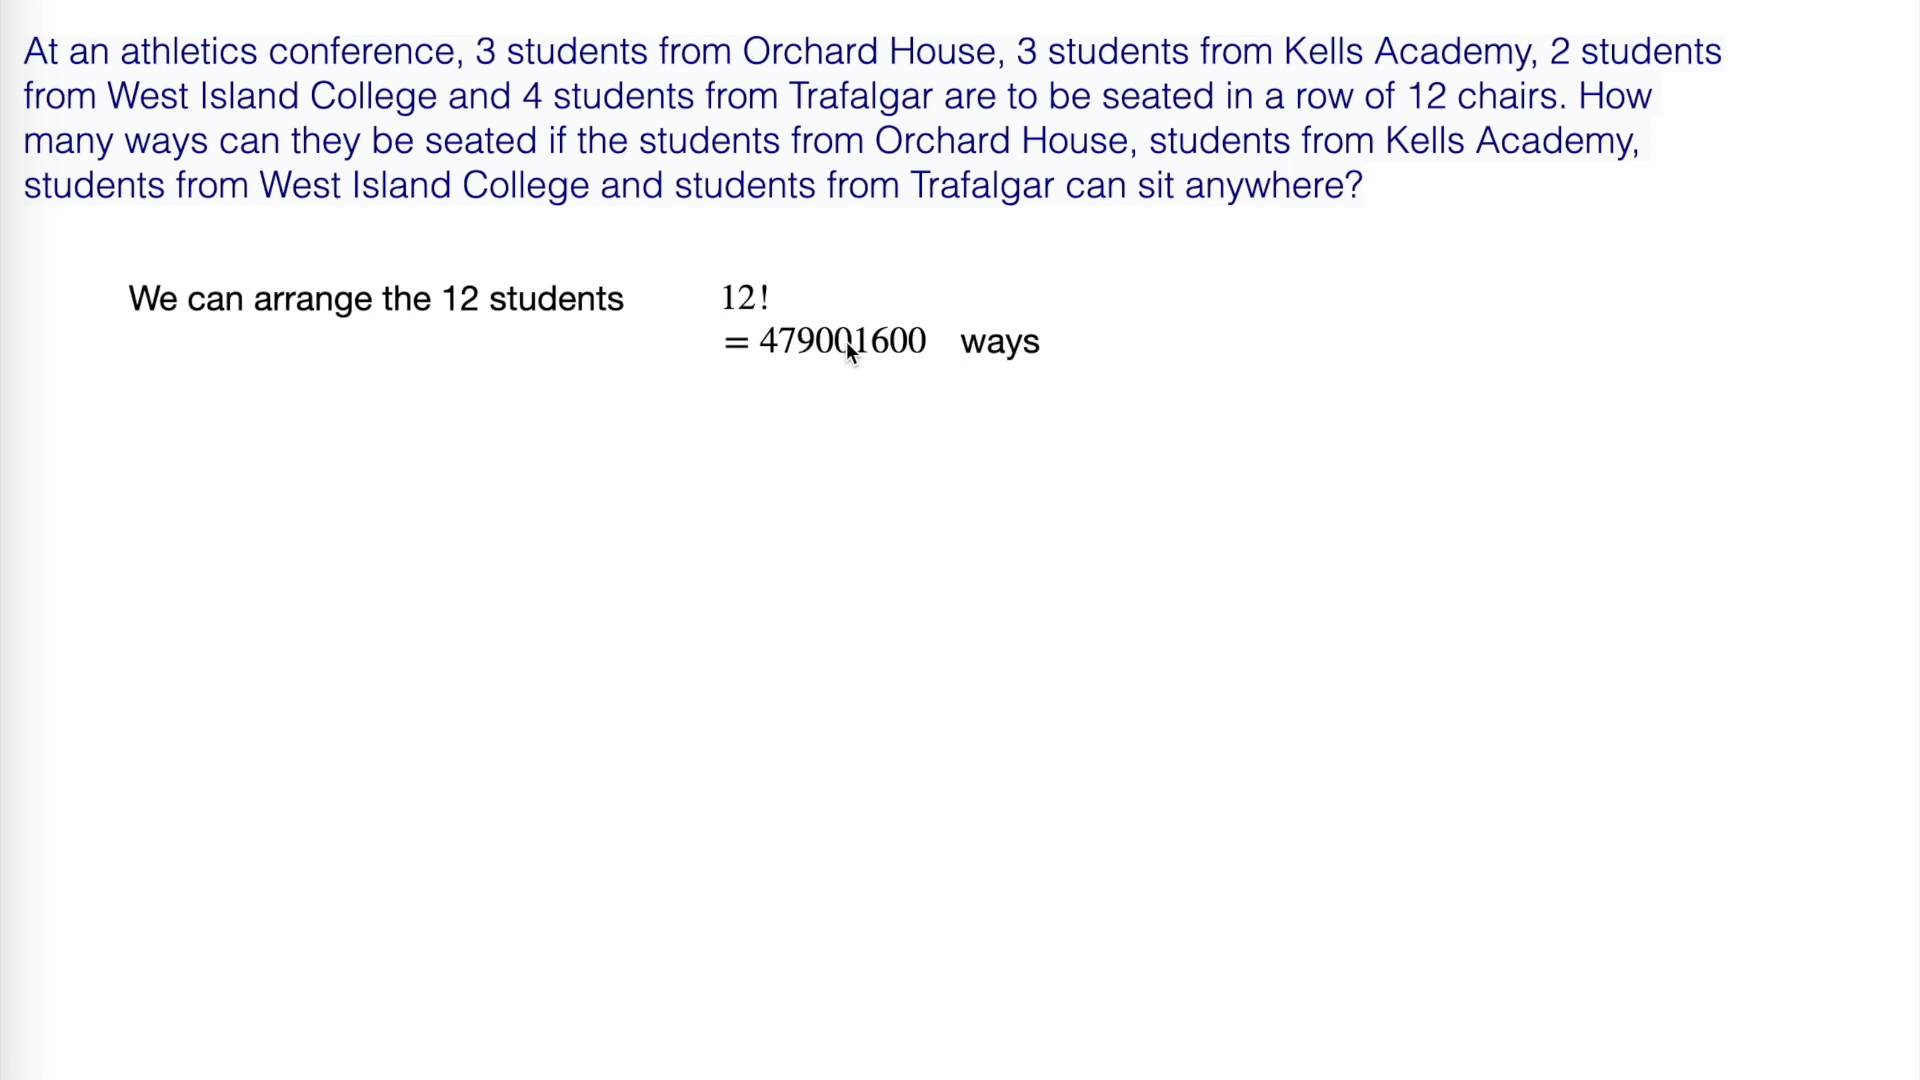 At an athletics conference, 3 students from Orchard House, 3 students from Kells Academy, 2 students
from West Island College and 4 students from Trafalgar are to be seated in a row of 12 chairs. How
many ways can they be seated if the students from Orchard House, students from Kells Academy,
students from West Island College and students from Trafalgar can sit anywhere?
We can arrange the 12 students 12!
= 479001600 ways